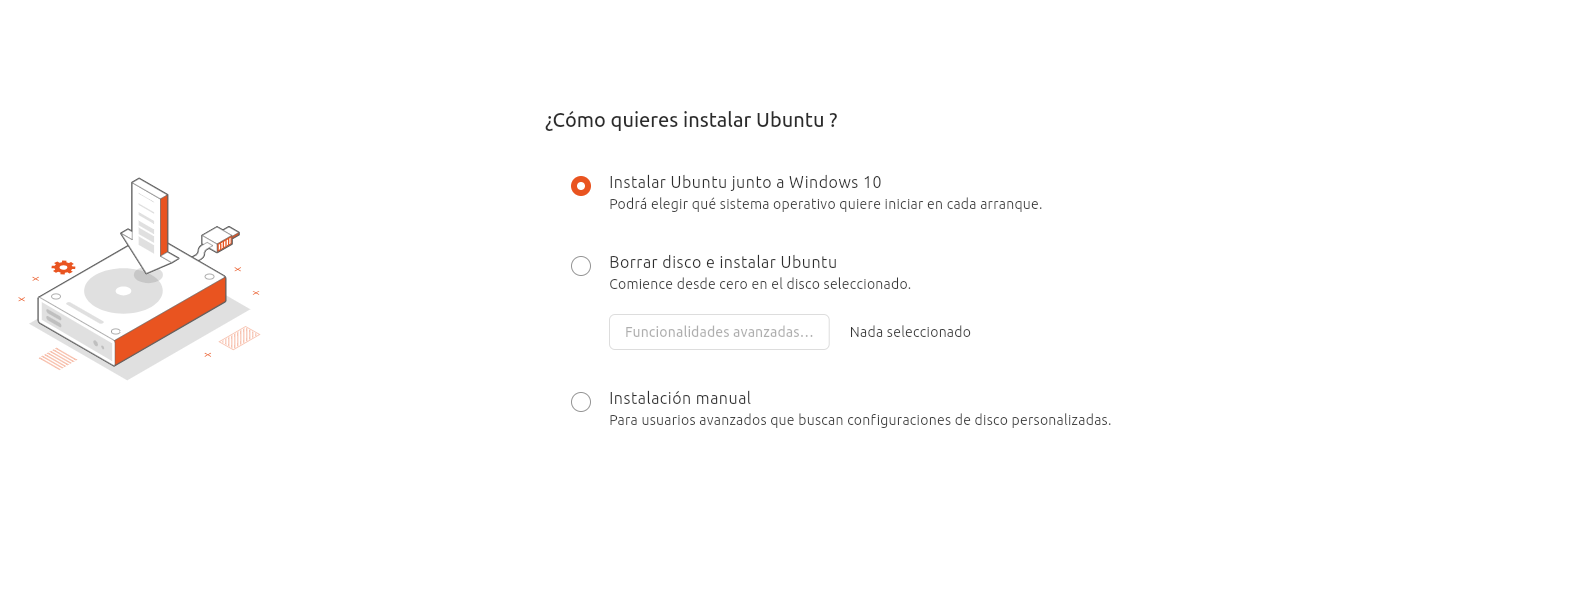 ¿Cómo quieres instalar Ubuntu ?
Instalar Ubuntu junto a Windows 10
Podrá elegir qué sistema operativo quiere iniciar en cada arranque.
Borrar disco e instalar Ubuntu
Comience desde cero en el disco seleccionado.
Funcionalidades avanzadas... Nada seleccionado
Instalación manual
Para usuarios avanzados que buscan configuraciones de disco personalizadas.